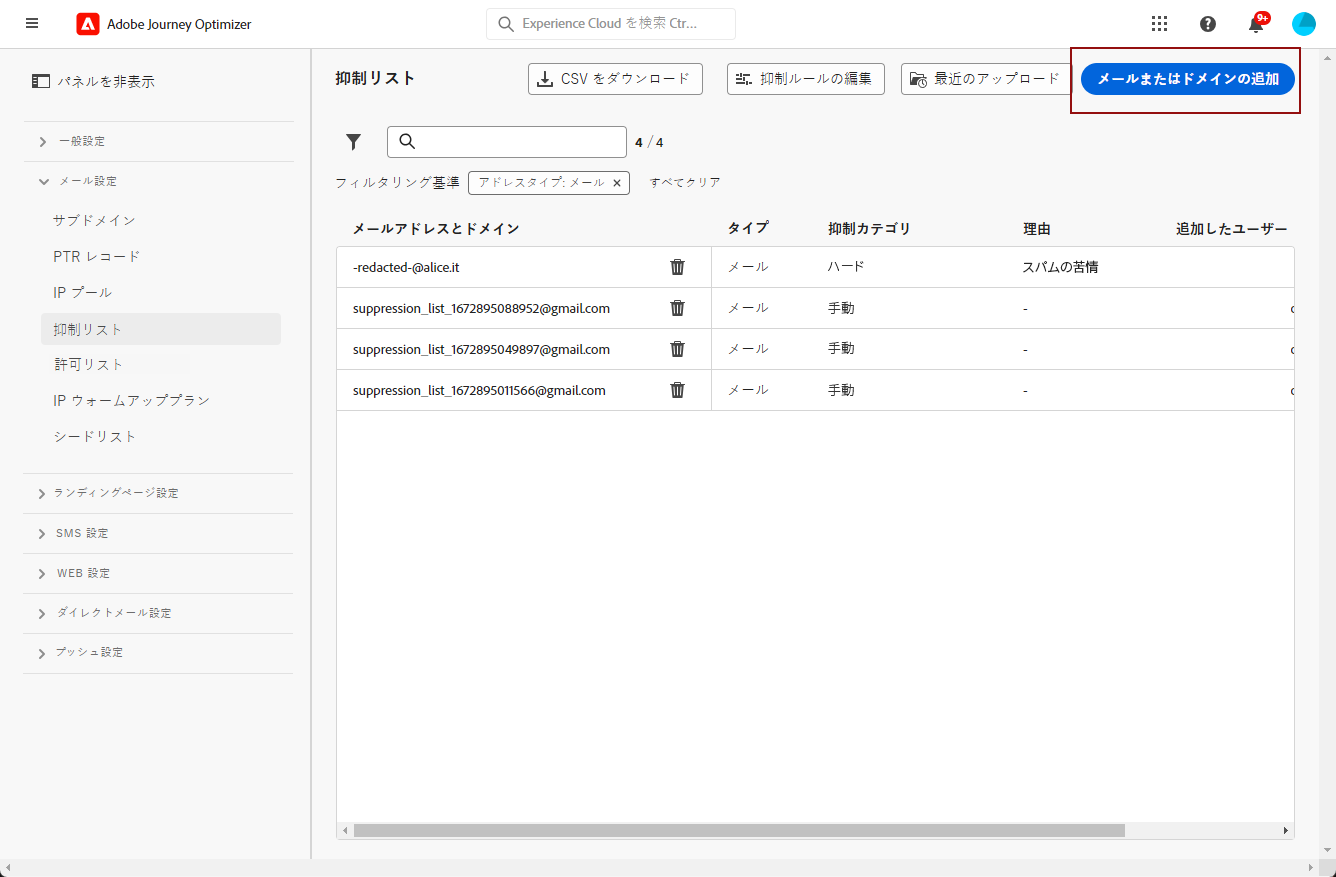 Adobe Journey Optimizer
Experience Cloud を検索 Ctr...
9+
パネルを非表示
一般設定
メール設定
サブドメイン
PTR レコード
IP プール
抑制リスト
許可リスト
IP ウォームアッププラン
シードリスト
ランディングページ設定
SMS 設定
WEB 設定
ダイレクトメール設定
プッシュ設定
抑制リスト
CSV をダウンロード
抑制ルールの編集
最近のアップロード
メールまたはドメインの追加
4 / 4
フィルタリング基準 アドレスタイプ: メール × すべてクリア
メールアドレスとドメイン タイプ 抑制カテゴリ 理由 追加したユーザー
-redacted-@alice.it メール ハード スパムの苦情
suppression_list_1672895088952@gmail.com メール 手動 -
suppression_list_1672895049897@gmail.com メール 手動 -
suppression_list_1672895011566@gmail.com メール 手動 -